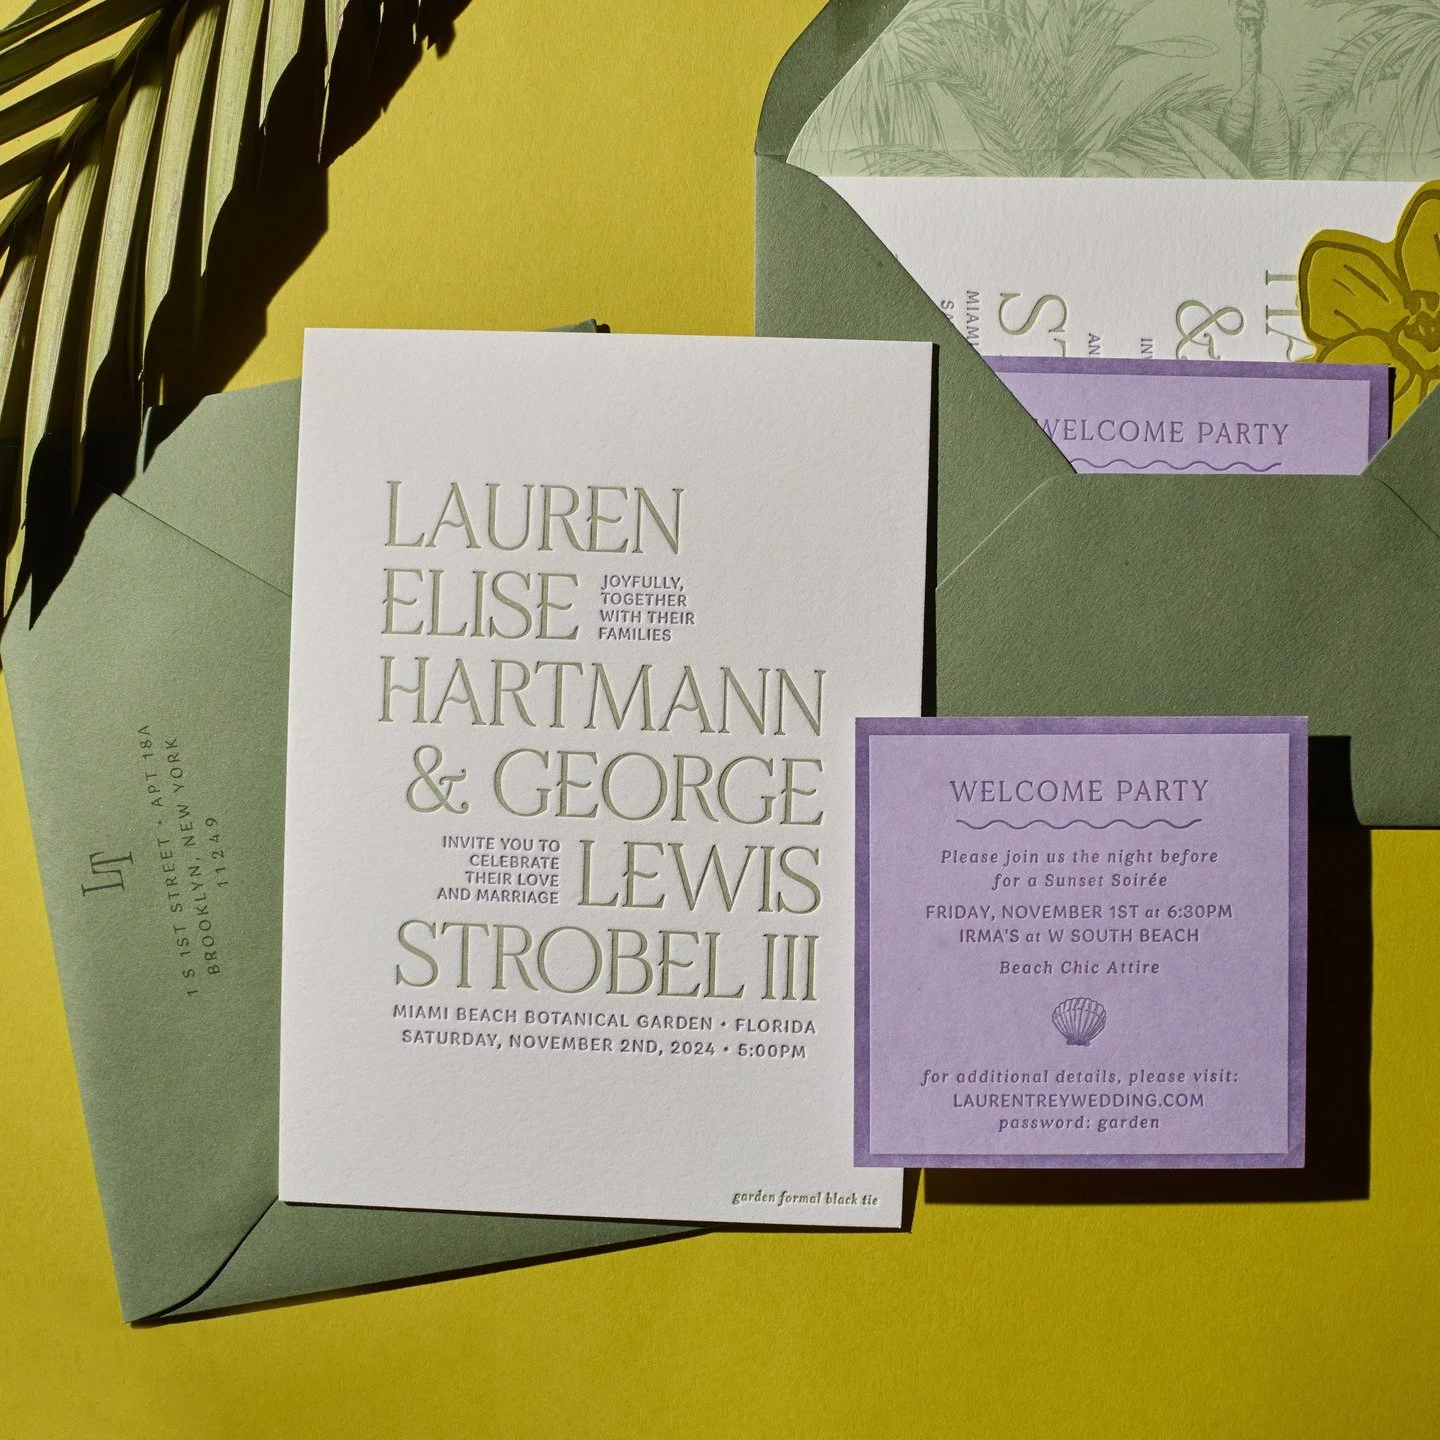 LAUREN
ELISE
JOYFULLY,
TOGETHER
WITH THEIR
FAMILIES
HARTMANN
& GEORGE
INVITE YOU TO
CELEBRATE
THEIR LOVE
AND MARRIAGE
LEWIS
STROBEL III
MIAMI BEACH BOTANICAL GARDEN • FLORIDA
SATURDAY, NOVEMBER 2ND, 2024 • 5:00PM
garden formal black tie
WELCOME PARTY
Please join us the night before
for a Sunset Soirée
FRIDAY, NOVEMBER 1ST at 6:30PM
IRMA'S at W SOUTH BEACH
Beach Chic Attire
for additional details, please visit:
LAURENTREYWEDDING.COM
password: garden
LT
1 S 1ST STREET • APT 18A
BROOKLYN, NEW YORK
11249
WELCOME PARTY
&
MIAMI